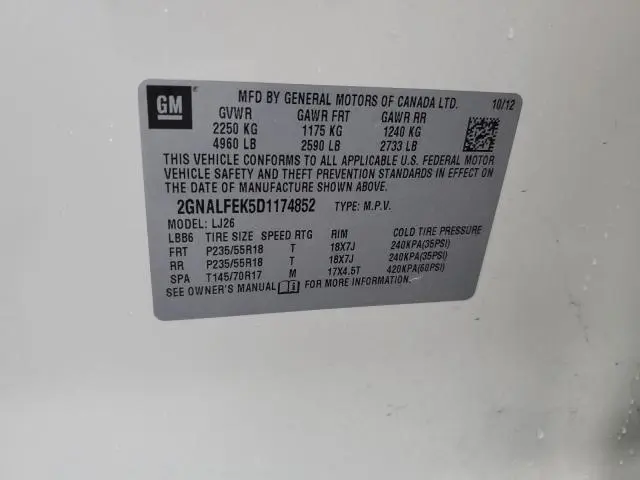 GM
MFD BY GENERAL MOTORS OF CANADA LTD. 10/12
GVWR GAWR FRT GAWR RR
2250 KG 1175 KG 1240 KG
4960 LB 2590 LB 2733 LB
THIS VEHICLE CONFORMS TO ALL APPLICABLE U.S. FEDERAL MOTOR
VEHICLE SAFETY AND THEFT PREVENTION STANDARDS IN EFFECT ON
THE DATE OF MANUFACTURE SHOWN ABOVE.
2GNALFEK5D1174852 TYPE: M.P.V.
MODEL: LJ26
LBB6 TIRE SIZE SPEED RTG RIM COLD TIRE PRESSURE
FRT P235/55R18 T 18X7J 240KPA(35PSI)
RR P235/55R18 T 18X7J 240KPA(35PSI)
SPA T145/70R17 M 17X4.5T 420KPA(60PSI)
SEE OWNER'S MANUAL FOR MORE INFORMATION.